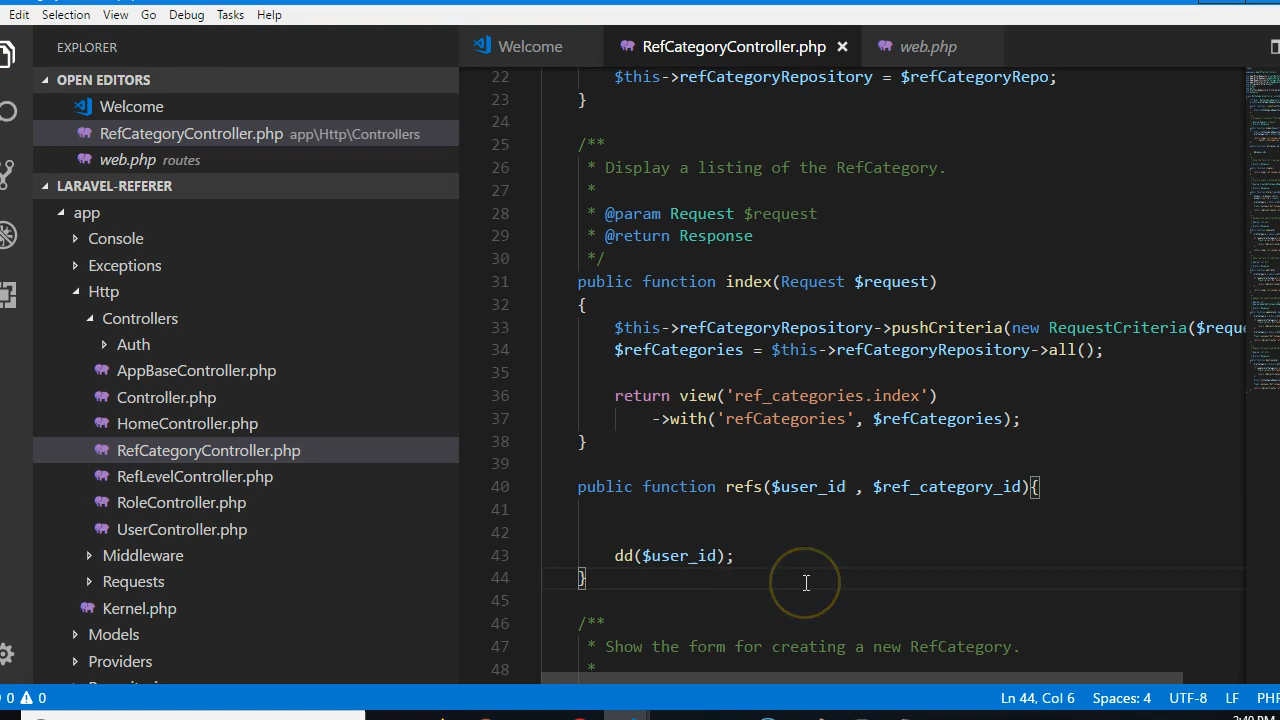 Edit Selection View Go Debug Tasks Help
EXPLORER
Welcome
RefCategoryController.php
web.php
OPEN EDITORS
Welcome
RefCategoryController.php app\Http\Controllers
web.php routes
LARAVEL-REFERER
app
Console
Exceptions
Http
Controllers
Auth
AppBaseController.php
Controller.php
HomeController.php
RefCategoryController.php
RefLevelController.php
RoleController.php
UserController.php
Middleware
Requests
Kernel.php
Models
Providers
22 $this->refCategoryRepository = $refCategoryRepo;
23 }
24
25 /**
26 * Display a listing of the RefCategory.
27 *
28 * @param Request $request
29 * @return Response
30 */
31 public function index(Request $request)
32 {
33 $this->refCategoryRepository->pushCriteria(new RequestCriteria($reque
34 $refCategories = $this->refCategoryRepository->all();
35
36 return view('ref_categories.index')
37 ->with('refCategories', $refCategories);
38 }
39
40 public function refs($user_id , $ref_category_id){
41
42
43 dd($user_id);
44 }
45
46 /**
47 * Show the form for creating a new RefCategory.
48 *
0 0
Ln 44, Col 6 Spaces: 4 UTF-8 LF PHP